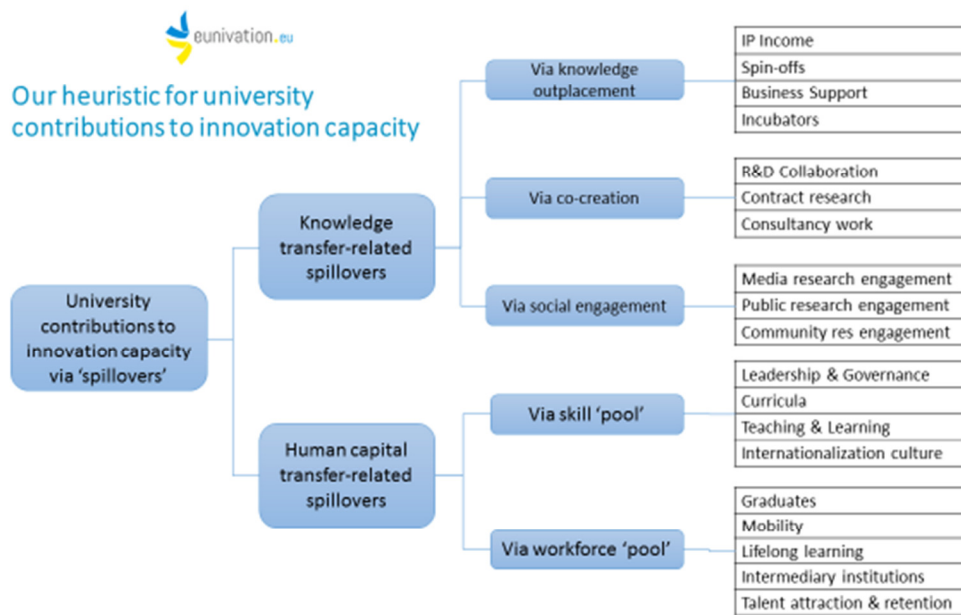 eunivation.eu
Our heuristic for university
contributions to innovation capacity
University
contributions to
innovation capacity
via ‘spillovers’
Knowledge
transfer-related
spillovers
Via knowledge
outplacement
IP Income
Spin-offs
Business Support
Incubators
Via co-creation
R&D Collaboration
Contract research
Consultancy work
Via social engagement
Media research engagement
Public research engagement
Community res engagement
Human capital
transfer-related
spillovers
Via skill ‘pool’
Leadership & Governance
Curricula
Teaching & Learning
Internationalization culture
Via workforce ‘pool’
Graduates
Mobility
Lifelong learning
Intermediary institutions
Talent attraction & retention